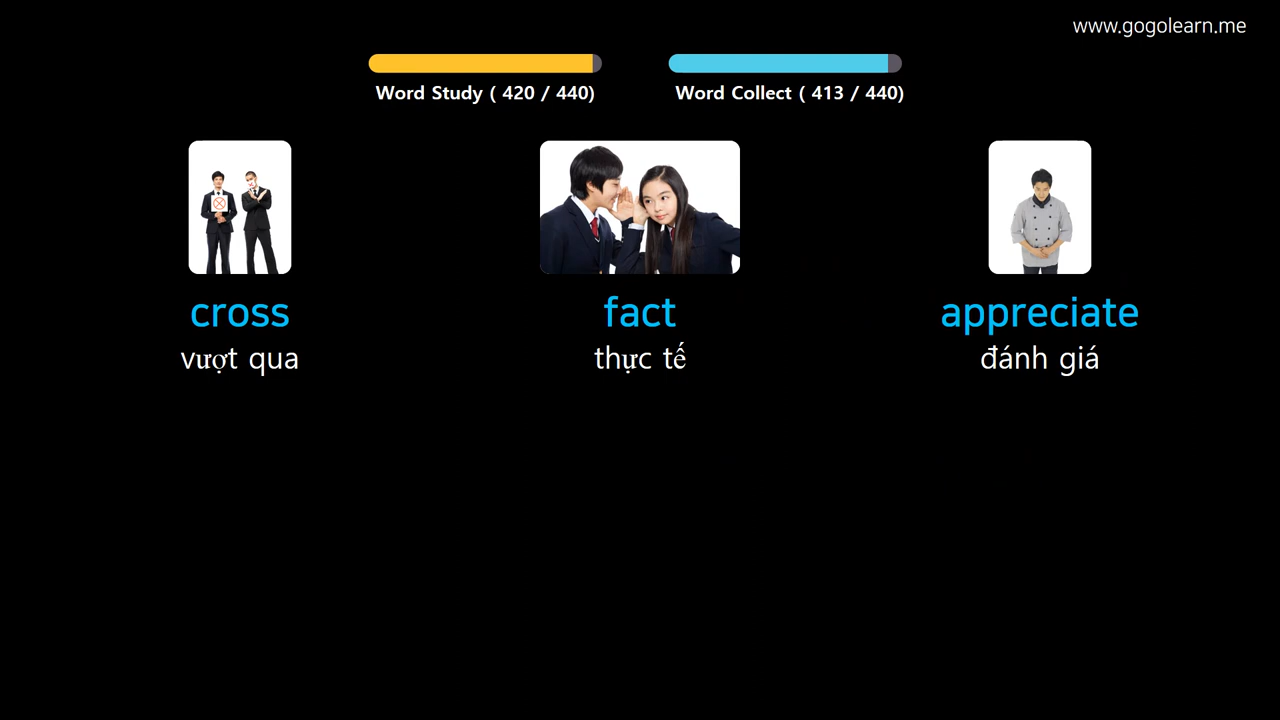 www.gogolearn.me
Word Study ( 420 / 440)
Word Collect ( 413 / 440)
cross
fact
appreciate
vượt qua
thực tế
đánh giá